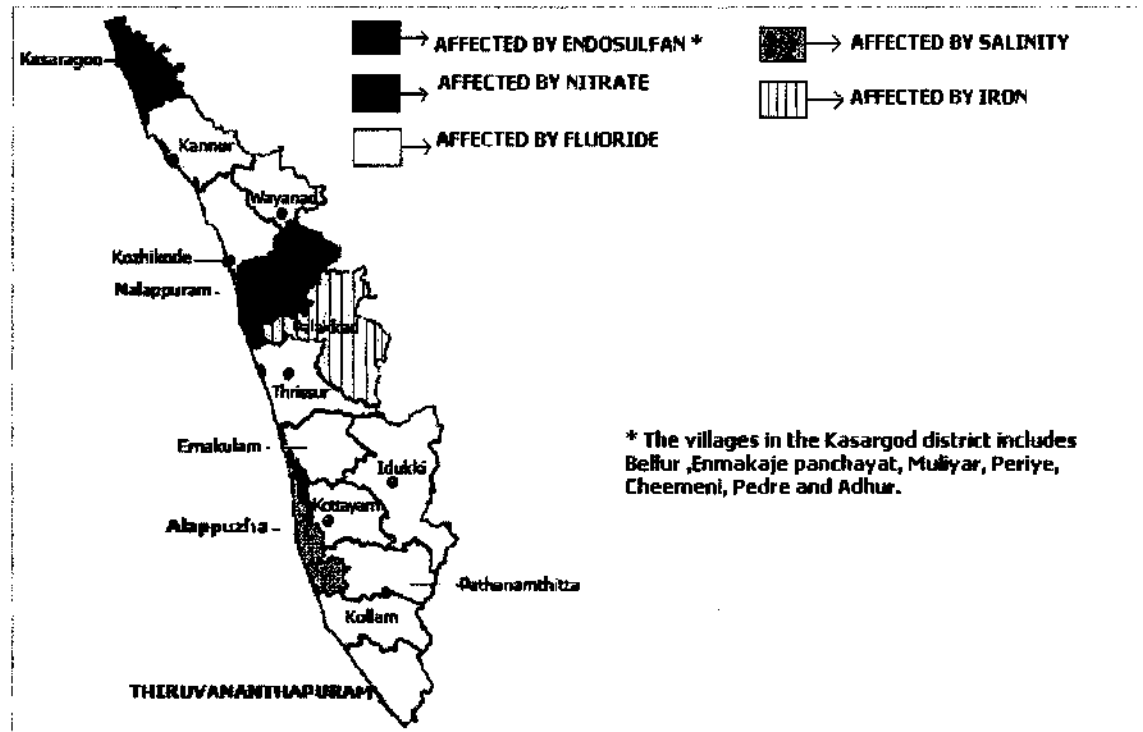 AFFECTED BY ENDOSULFAN *
AFFECTED BY SALINITY
AFFECTED BY NITRATE
AFFECTED BY IRON
AFFECTED BY FLUORIDE
Kasaragod
Kannur
Wayanad
Kozhikode
Malappuram
Palakkad
Thrissur
Ernakulam
Idukki
Kottayam
Alappuzha
Pathanamthitta
Kollam
THIRUVANANTHAPURAM
* The villages in the Kasargod district includes
Bellur ,Enmakaje panchayat, Muliyar, Periye,
Cheemeni, Pedre and Adhur.